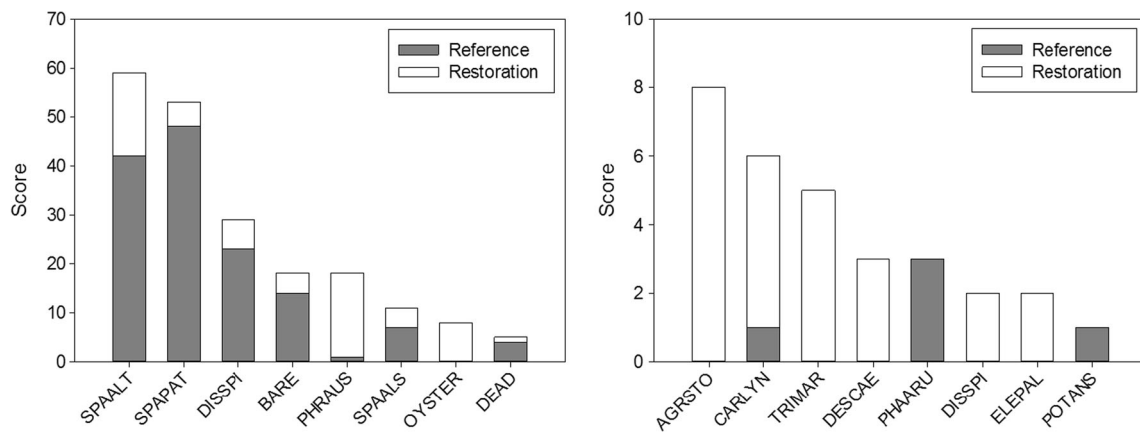 70
60
50
40
30
20
10
0
Score
Reference
Restoration
SPAALT
SPAPAT
DISSPI
BARE
PHRAUS
SPAALS
OYSTER
DEAD
10
8
6
4
2
0
Score
Reference
Restoration
AGRSTO
CARLYN
TRIMAR
DESCAE
PHAARU
DISSPI
ELEPAL
POTANS